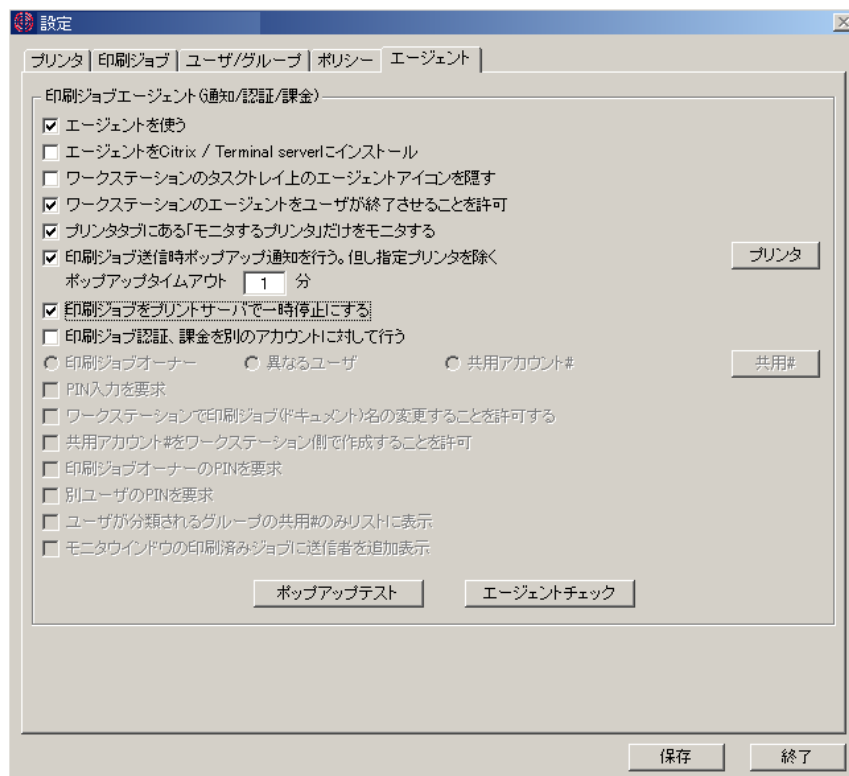 設定
プリンタ 印刷ジョブ ユーザ/グループ ポリシー エージェント
印刷ジョブエージェント(通知/認証/課金)
エージェントを使う
エージェントをCitrix / Terminal serverにインストール
ワークステーションのタスクトレイ上のエージェントアイコンを隠す
ワークステーションのエージェントをユーザが終了させることを許可
プリンタタブにある「モニタするプリンタ」だけをモニタする
印刷ジョブ送信時ポップアップ通知を行う。但し指定プリンタを除く プリンタ
ポップアップタイムアウト 1 分
印刷ジョブをプリントサーバで一時停止にする
印刷ジョブ認証、課金を別のアカウントに対して行う
印刷ジョブオーナー 異なるユーザ 共用アカウント# 共用#
PIN入力を要求
ワークステーションで印刷ジョブ(ドキュメント)名の変更することを許可する
共用アカウント#をワークステーション側で作成することを許可
印刷ジョブオーナーのPINを要求
別ユーザのPINを要求
ユーザが分類されるグループの共用#のみリストに表示
モニタウインドウの印刷済みジョブに送信者を追加表示
ポップアップテスト エージェントチェック
保存 終了